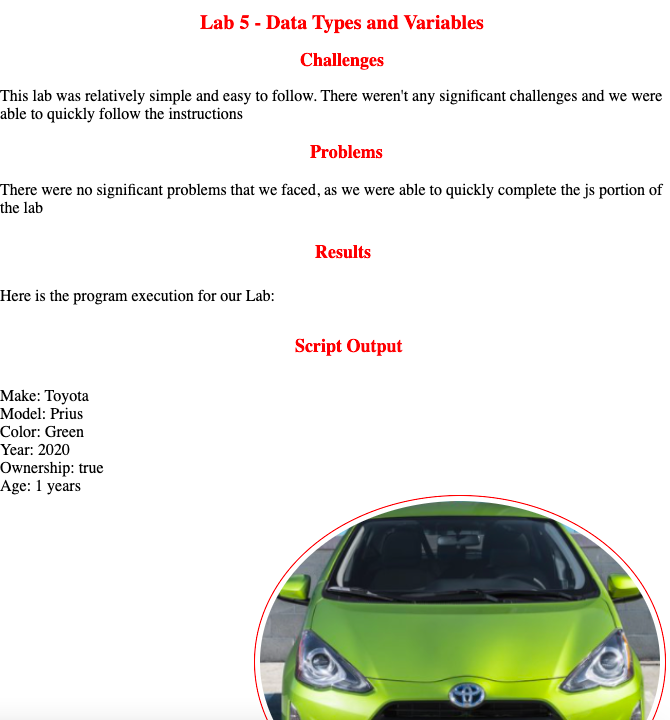 Lab 5 - Data Types and Variables
Challenges
This lab was relatively simple and easy to follow. There weren't any significant challenges and we were
able to quickly follow the instructions
Problems
There were no significant problems that we faced, as we were able to quickly complete the js portion of
the lab
Results
Here is the program execution for our Lab:
Script Output
Make: Toyota
Model: Prius
Color: Green
Year: 2020
Ownership: true
Age: 1 years